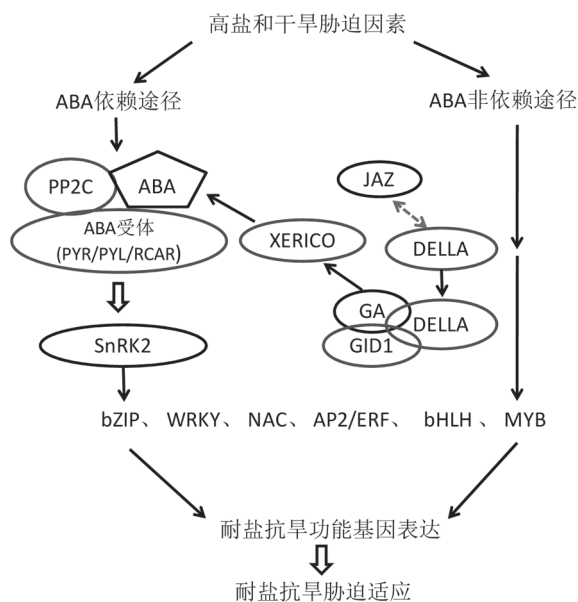 高盐和干旱胁迫因素
ABA依赖途径
ABA非依赖途径
PP2C
ABA
JAZ
ABA受体
(PYR/PYL/RCAR)
XERICO
DELLA
GA
DELLA
GID1
SnRK2
bZIP、 WRKY、 NAC、 AP2/ERF、 bHLH 、 MYB
耐盐抗旱功能基因表达
耐盐抗旱胁迫适应